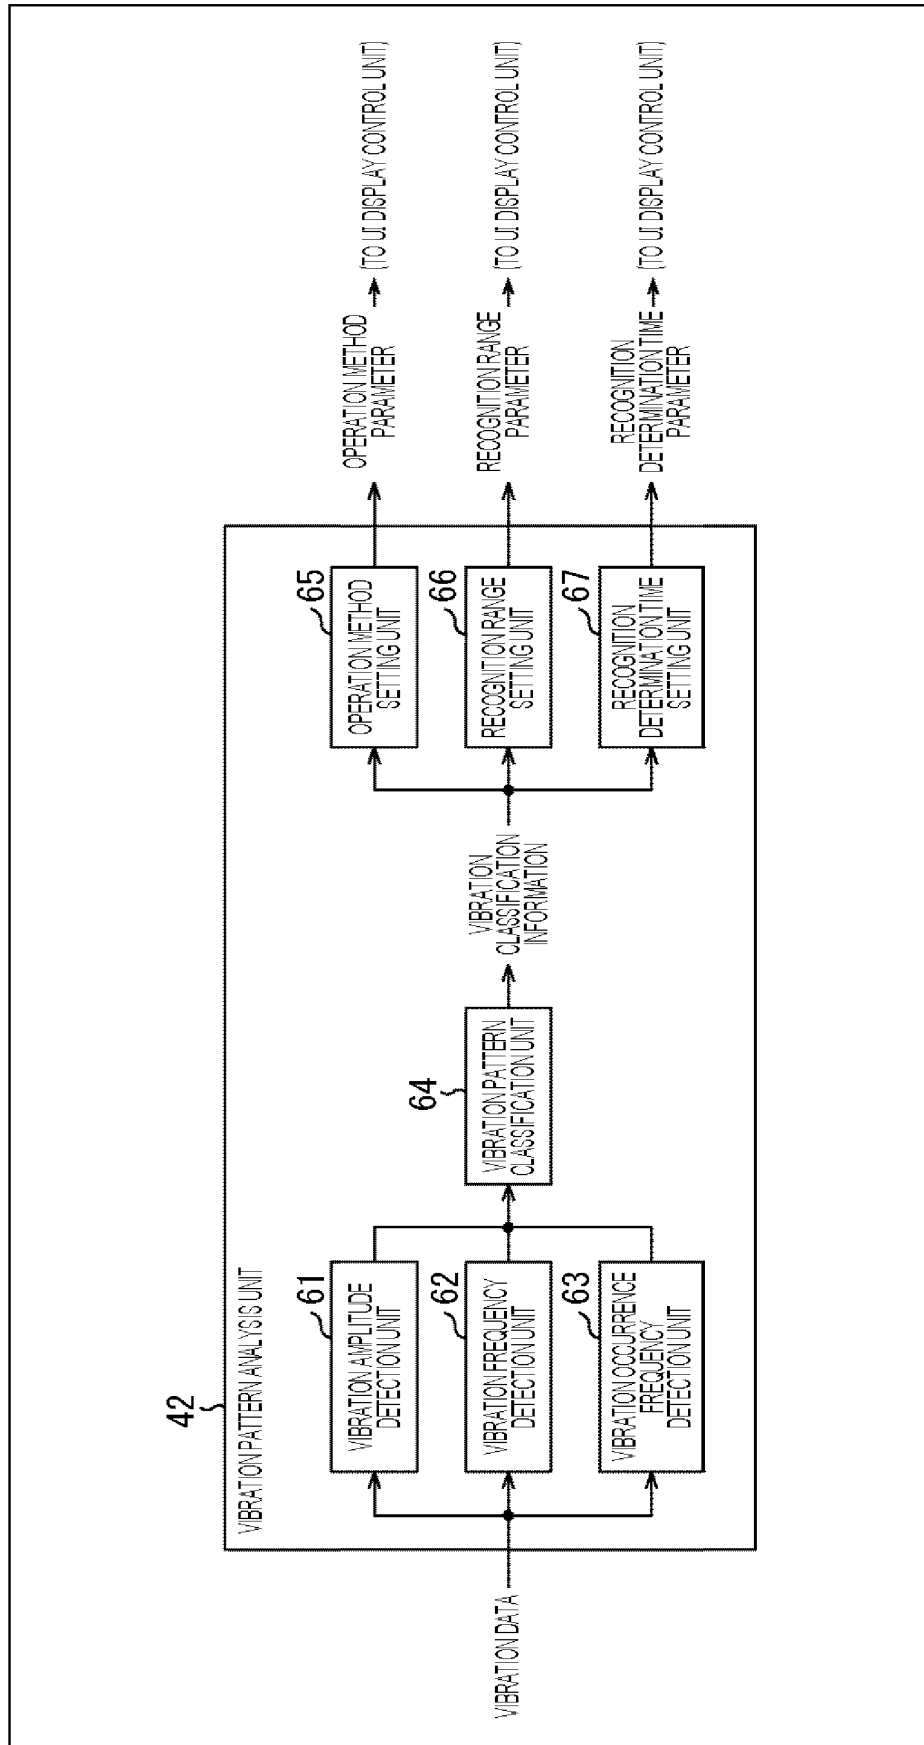 42
VIBRATION PATTERN ANALYSIS UNIT
VIBRATION DATA
61
VIBRATION AMPLITUDE
DETECTION UNIT
62
VIBRATION FREQUENCY
DETECTION UNIT
63
VIBRATION OCCURRENCE
FREQUENCY
DETECTION UNIT
64
VIBRATION PATTERN
CLASSIFICATION UNIT
VIBRATION
CLASSIFICATION
INFORMATION
65
OPERATION METHOD
SETTING UNIT
66
RECOGNITION RANGE
SETTING UNIT
67
RECOGNITION
DETERMINATION TIME
SETTING UNIT
OPERATION METHOD
PARAMETER
(TO UI DISPLAY CONTROL UNIT)
RECOGNITION RANGE
PARAMETER
(TO UI DISPLAY CONTROL UNIT)
RECOGNITION
DETERMINATION TIME
PARAMETER
(TO UI DISPLAY CONTROL UNIT)